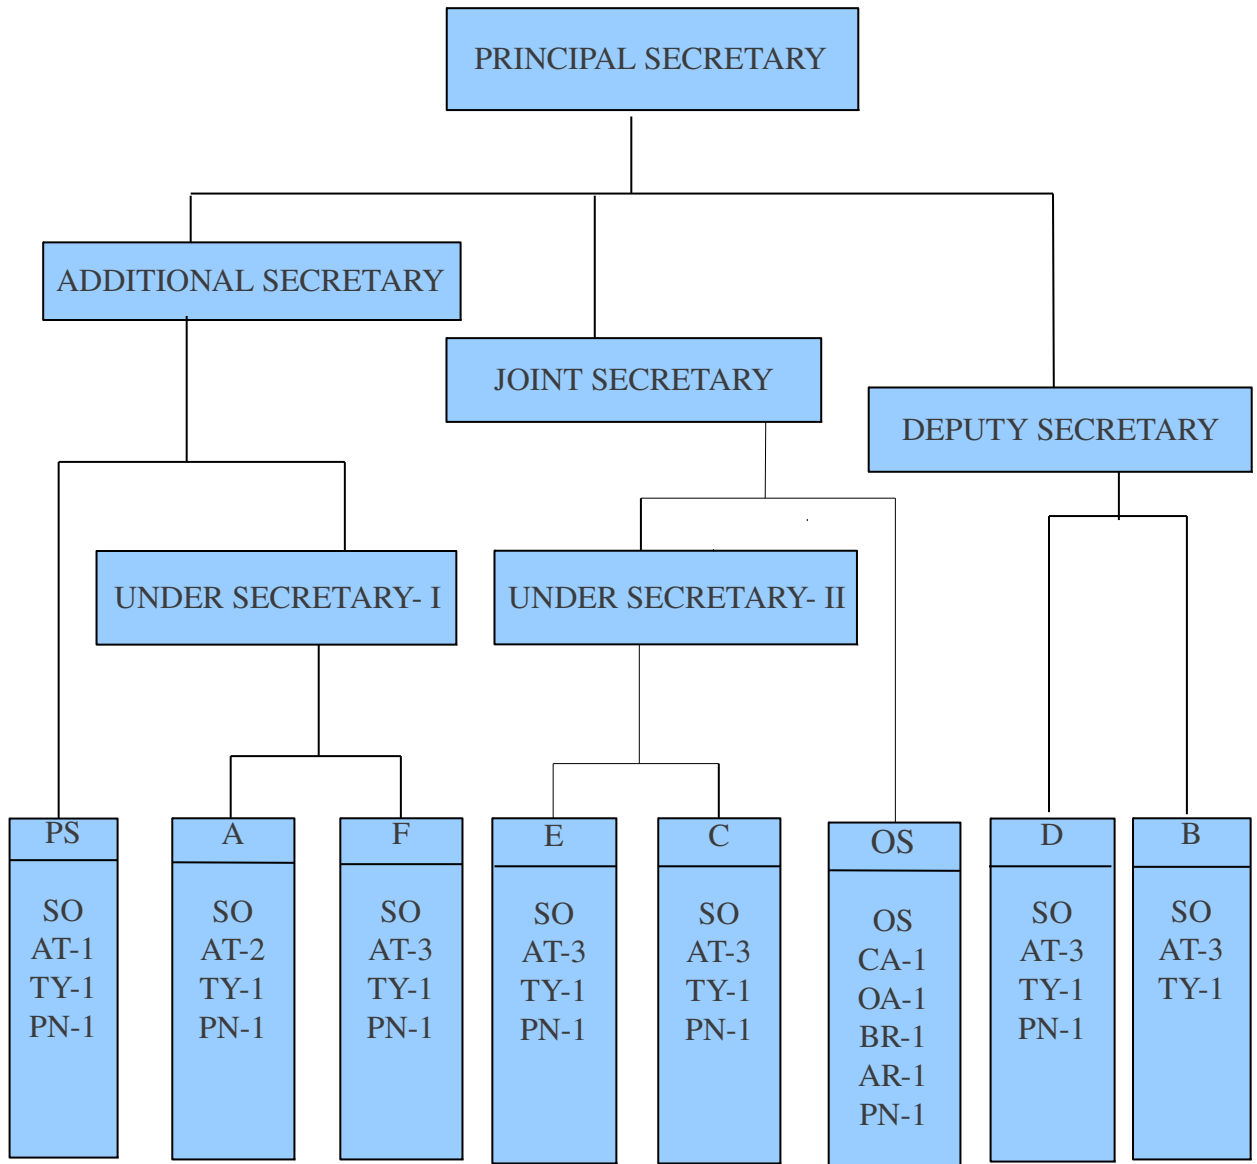 PRINCIPAL SECRETARY
ADDITIONAL SECRETARY
JOINT SECRETARY
DEPUTY SECRETARY
UNDER SECRETARY- I
UNDER SECRETARY- II
PS
SO
AT-1
TY-1
PN-1
A
SO
AT-2
TY-1
PN-1
F
SO
AT-3
TY-1
PN-1
E
SO
AT-3
TY-1
PN-1
C
SO
AT-3
TY-1
PN-1
OS
OS
CA-1
OA-1
BR-1
AR-1
PN-1
D
SO
AT-3
TY-1
PN-1
B
SO
AT-3
TY-1